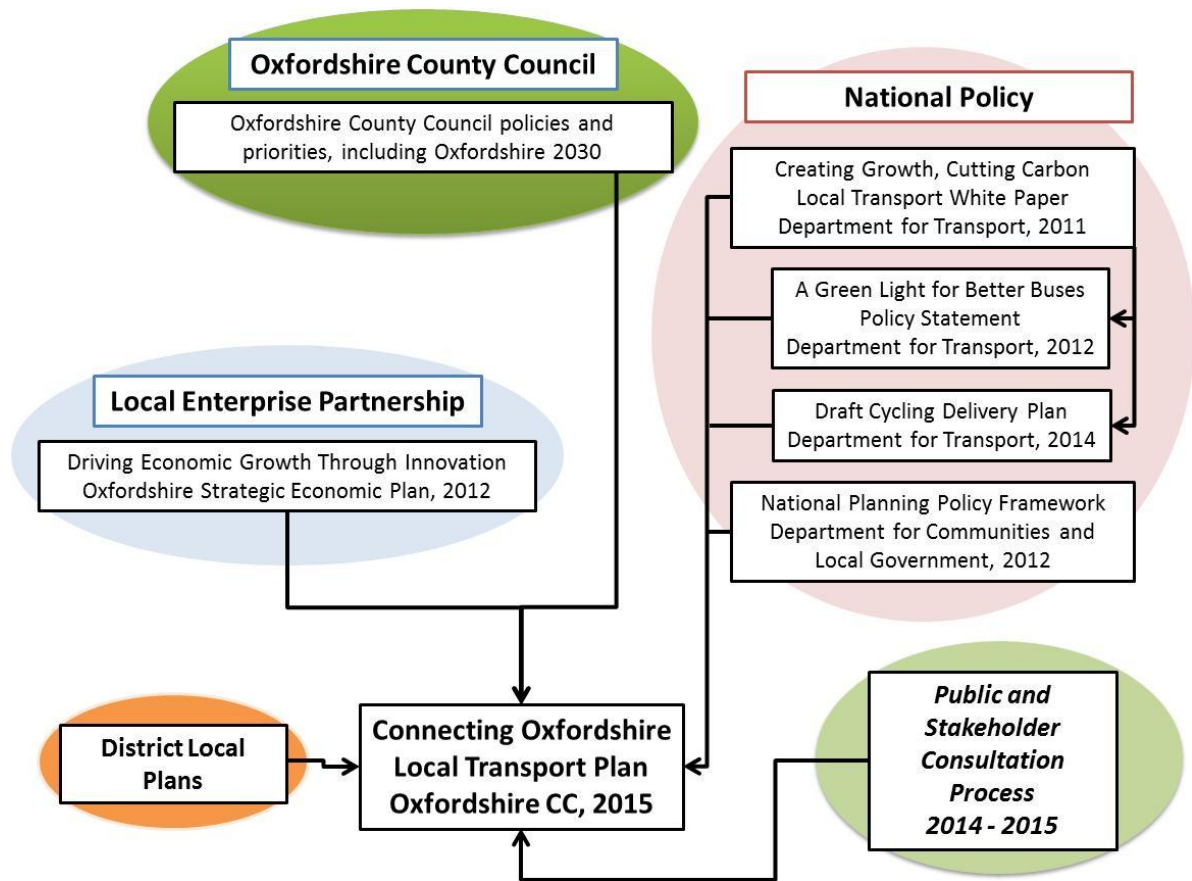 Oxfordshire County Council
Oxfordshire County Council policies and
priorities, including Oxfordshire 2030
National Policy
Creating Growth, Cutting Carbon
Local Transport White Paper
Department for Transport, 2011
A Green Light for Better Buses
Policy Statement
Department for Transport, 2012
Draft Cycling Delivery Plan
Department for Transport, 2014
National Planning Policy Framework
Department for Communities and
Local Government, 2012
Local Enterprise Partnership
Driving Economic Growth Through Innovation
Oxfordshire Strategic Economic Plan, 2012
District Local
Plans
Connecting Oxfordshire
Local Transport Plan
Oxfordshire CC, 2015
Public and
Stakeholder
Consultation
Process
2014 - 2015